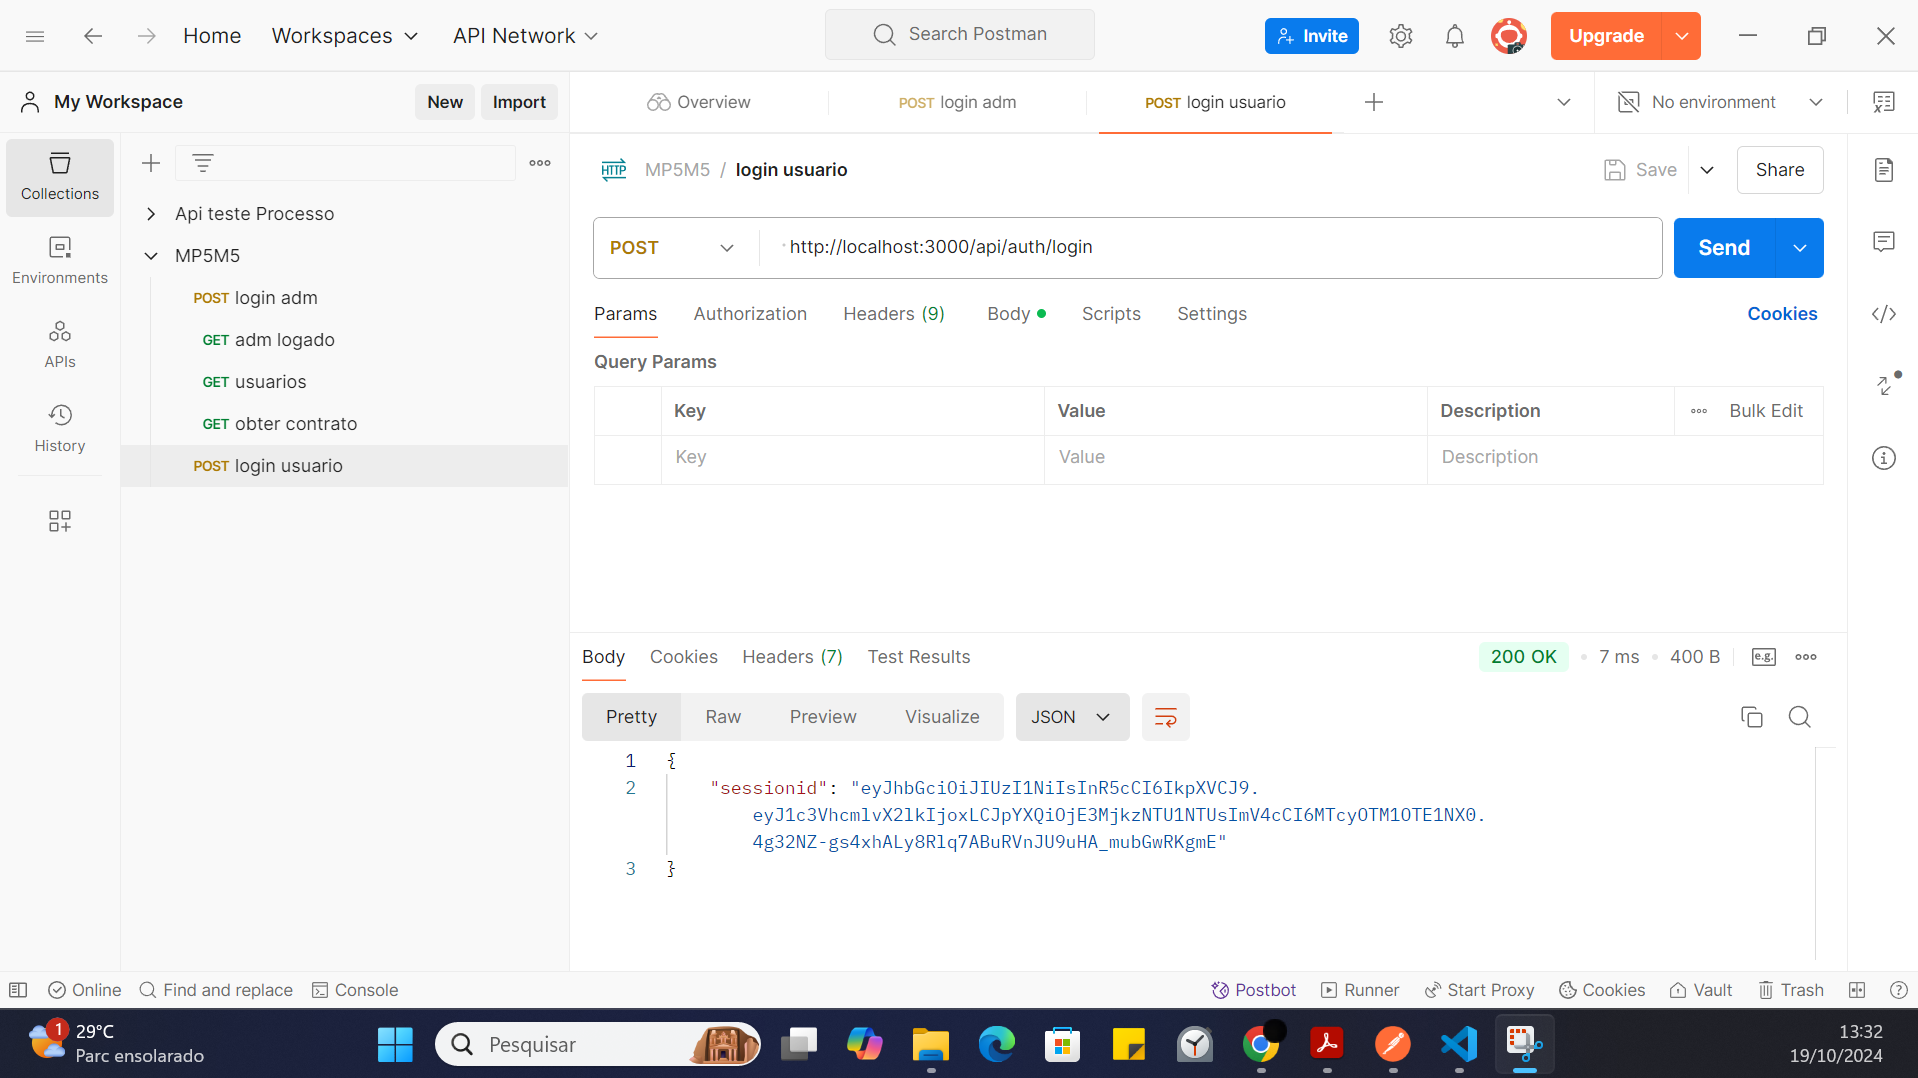 Home
Workspaces
API Network
Search Postman
Invite
Upgrade
My Workspace
New
Import
Overview
POST login adm
POST login usuario
No environment
Collections
Environments
APIs
History
Api teste Processo
MP5M5
POST login adm
GET adm logado
GET usuarios
GET obter contrato
POST login usuario
HTTP
MP5M5 / login usuario
Save
Share
POST
http://localhost:3000/api/auth/login
Send
Params
Authorization
Headers (9)
Body
Scripts
Settings
Cookies
Query Params
Key
Value
Description
Bulk Edit
Key
Value
Description
Body
Cookies
Headers (7)
Test Results
200 OK
7 ms
400 B
e.g.
Pretty
Raw
Preview
Visualize
JSON
1 {
2 "sessionid": "eyJhbGciOiJIUzI1NiIsInR5cCI6IkpXVCJ9.
eyJ1c3VhcmlvX2lkIjoxLCJpYXQiOjE3MjkzNTU1NTUsImV4cCI6MTcyOTM1OTE1NX0.
4g32NZ-gs4xhALy8Rlq7ABuRVnJU9uHA_mubGwRKgmE"
3 }
Online
Find and replace
Console
Postbot
Runner
Start Proxy
Cookies
Vault
Trash
1
29°C
Parc ensolarado
Pesquisar
13:32
19/10/2024